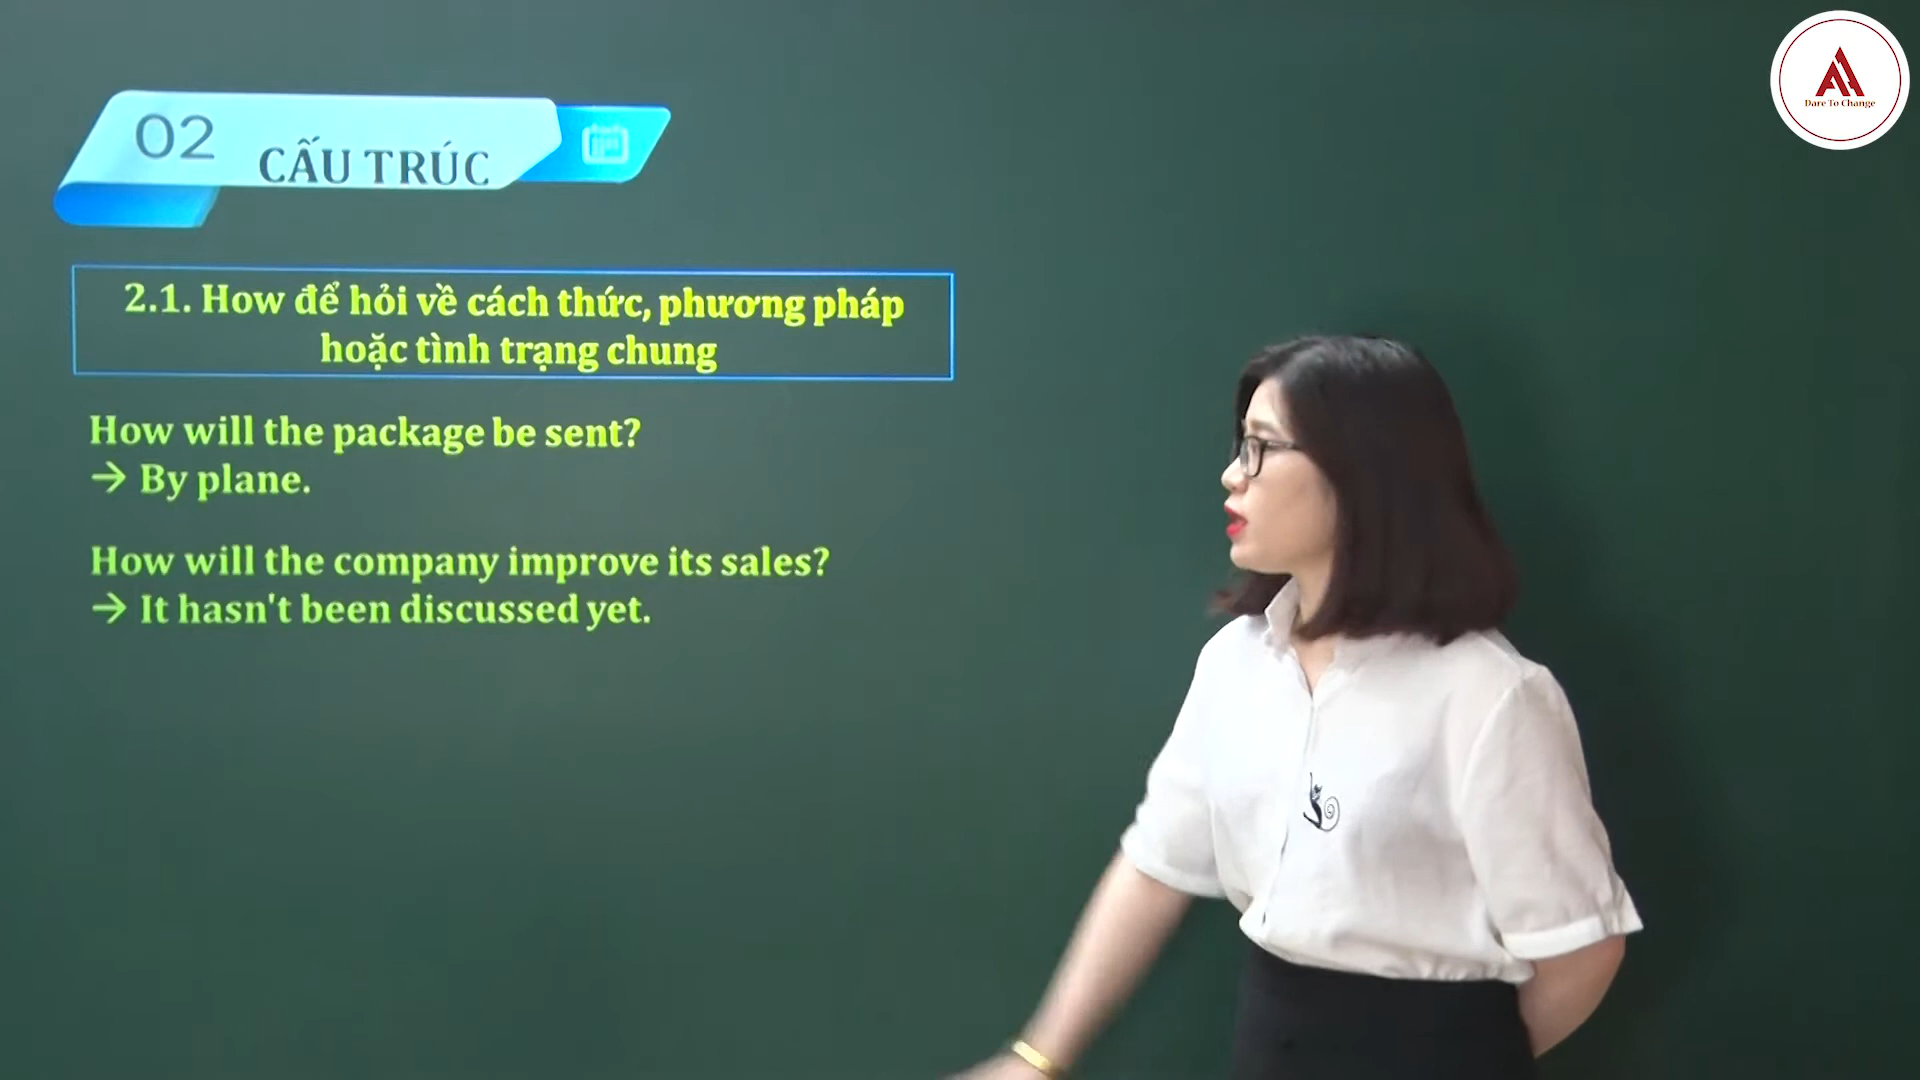 02
CẤU TRÚC
2.1. How để hỏi về cách thức, phương pháp
hoặc tình trạng chung
How will the package be sent?
→ By plane.
How will the company improve its sales?
→ It hasn't been discussed yet.
Dare To Change